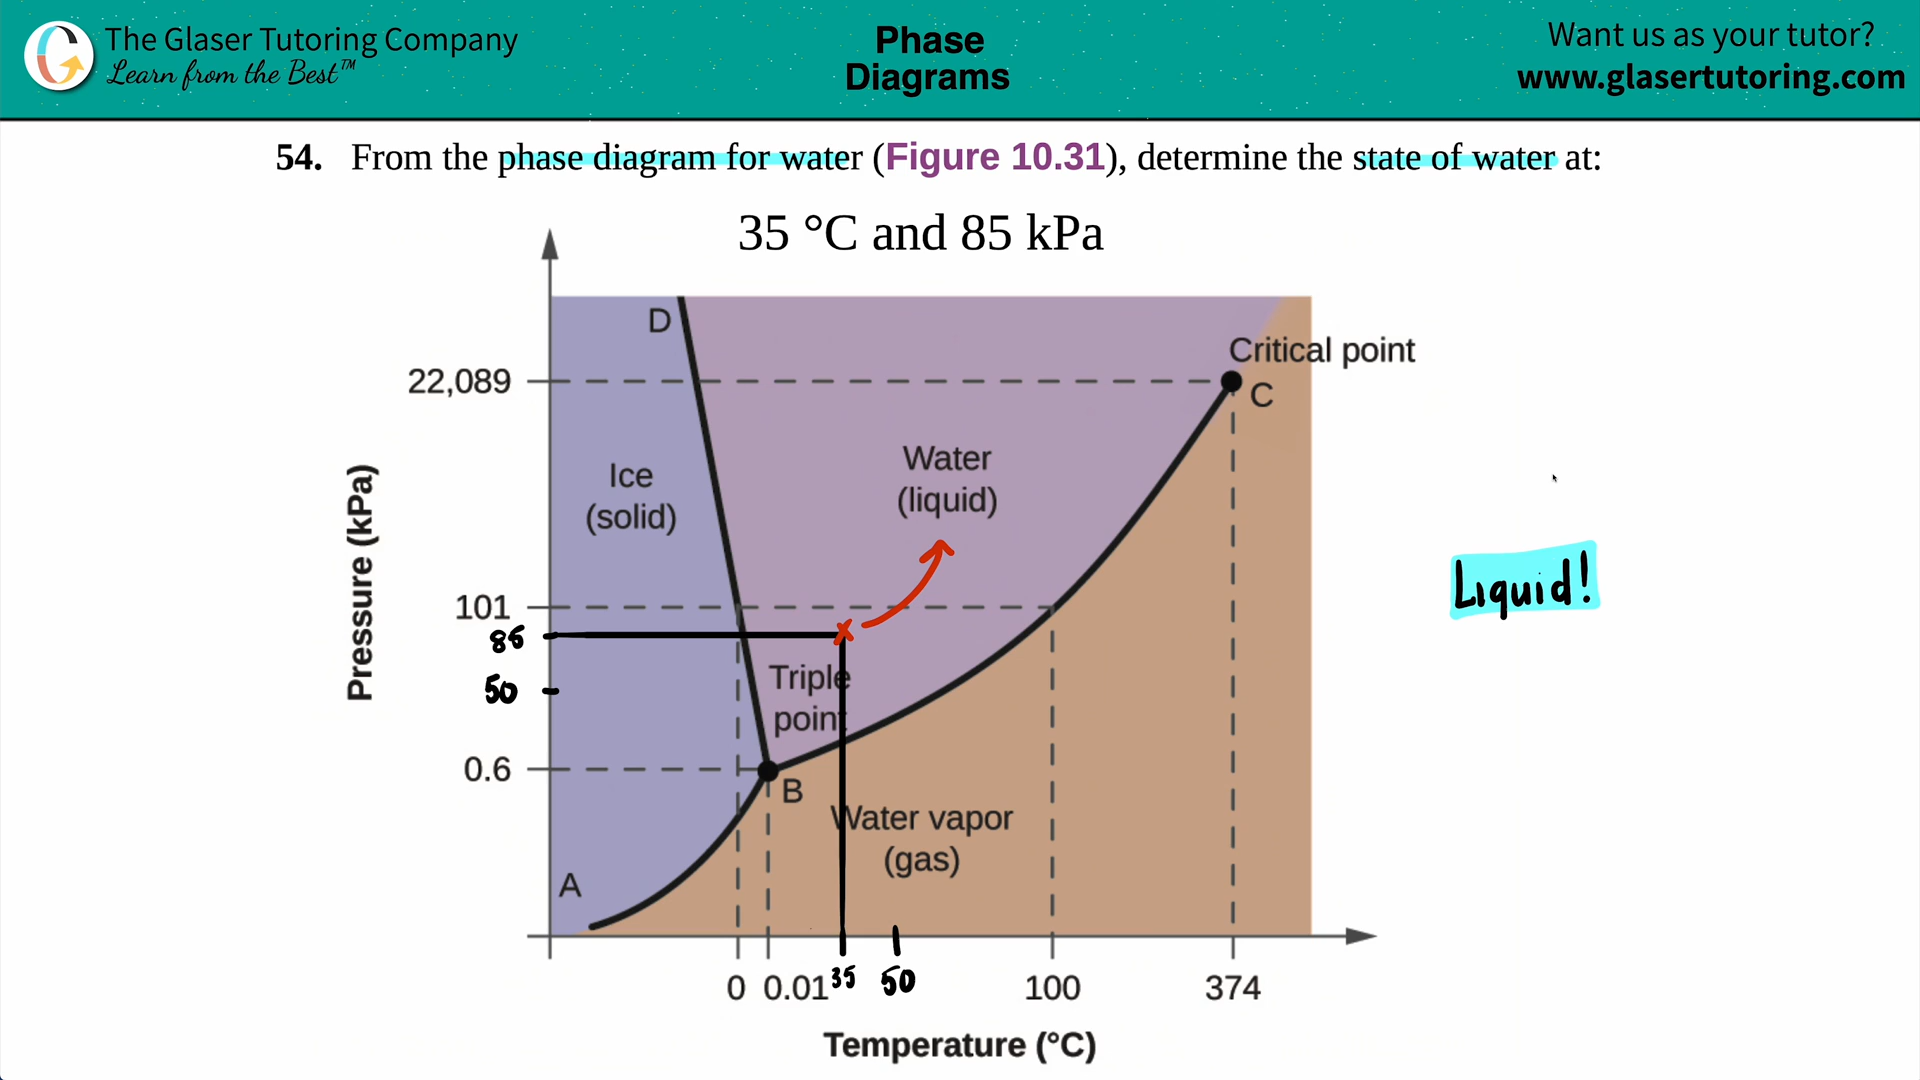 The Glaser Tutoring Company
Learn from the Best™
Phase
Diagrams
Want us as your tutor?
www.glasertutoring.com
54. From the phase diagram for water (Figure 10.31), determine the state of water at:
35 °C and 85 kPa
D
Critical point
22,089
C
Water
(liquid)
Ice
(solid)
Pressure (kPa)
Liquid!
101
85
50
Triple
point
0.6
B
Water vapor
(gas)
A
0 0.01 35 50 100 374
Temperature (°C)